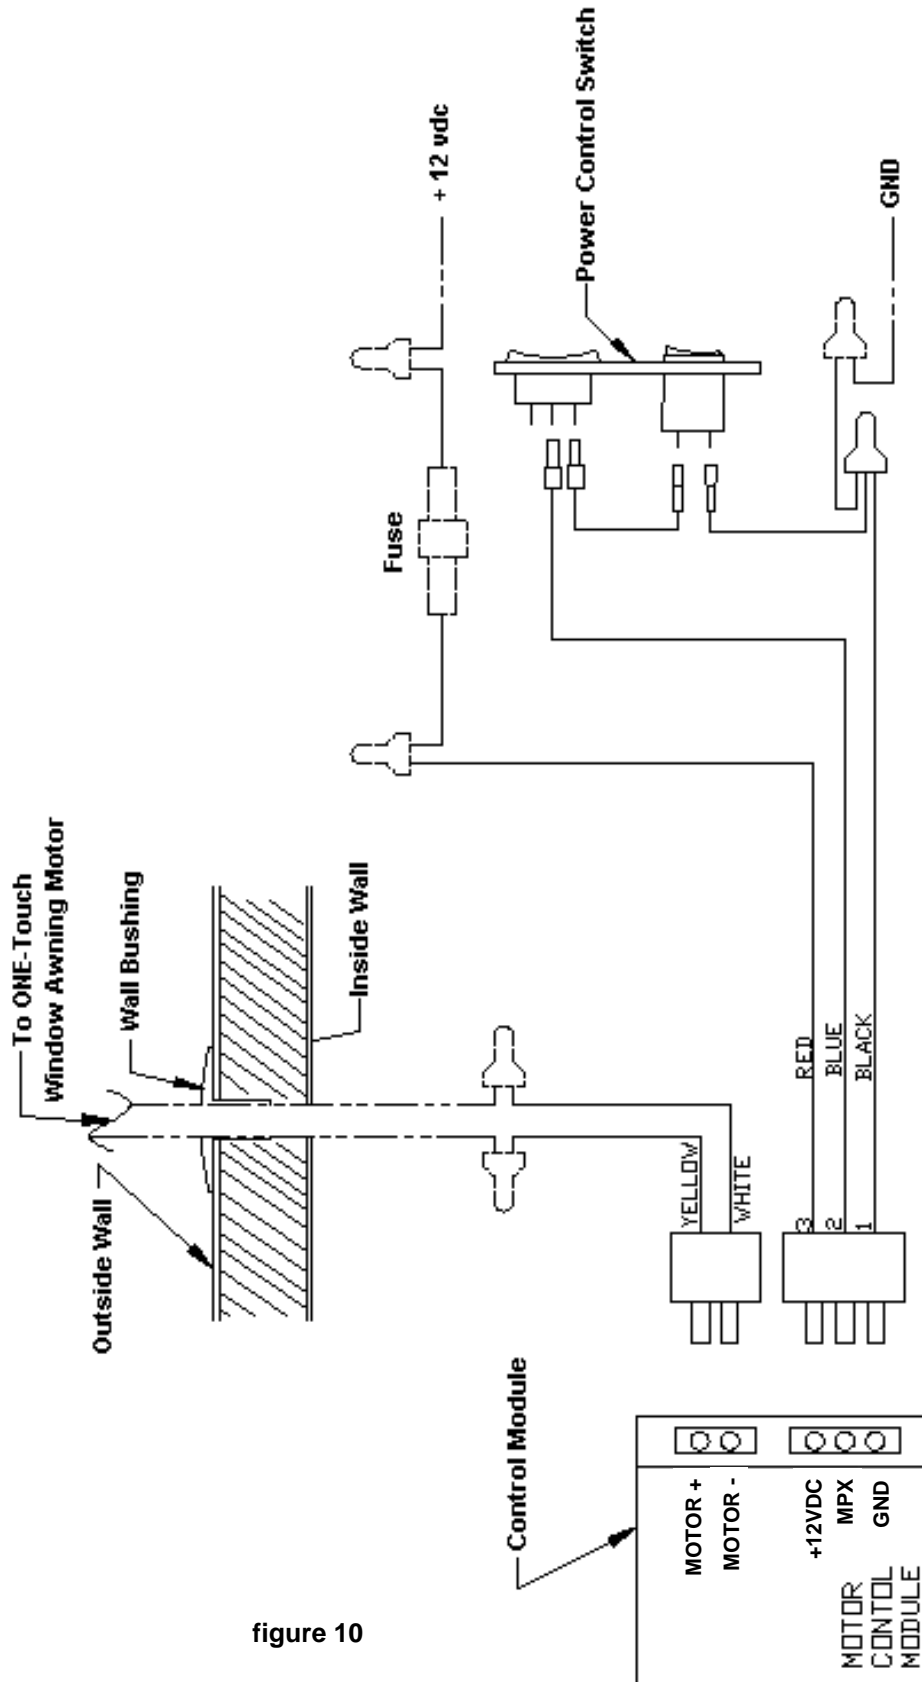 To ONE-Touch
Window Awning Motor
Wall Bushing
Outside Wall
Inside Wall
+ 12 vdc
Fuse
Power Control Switch
GND
YELLOW
WHITE
3
2
1
RED
BLUE
BLACK
Control Module
MOTOR +
MOTOR -
+12VDC
MPX
GND
MOTOR
CONTOL
MODULE
figure 10